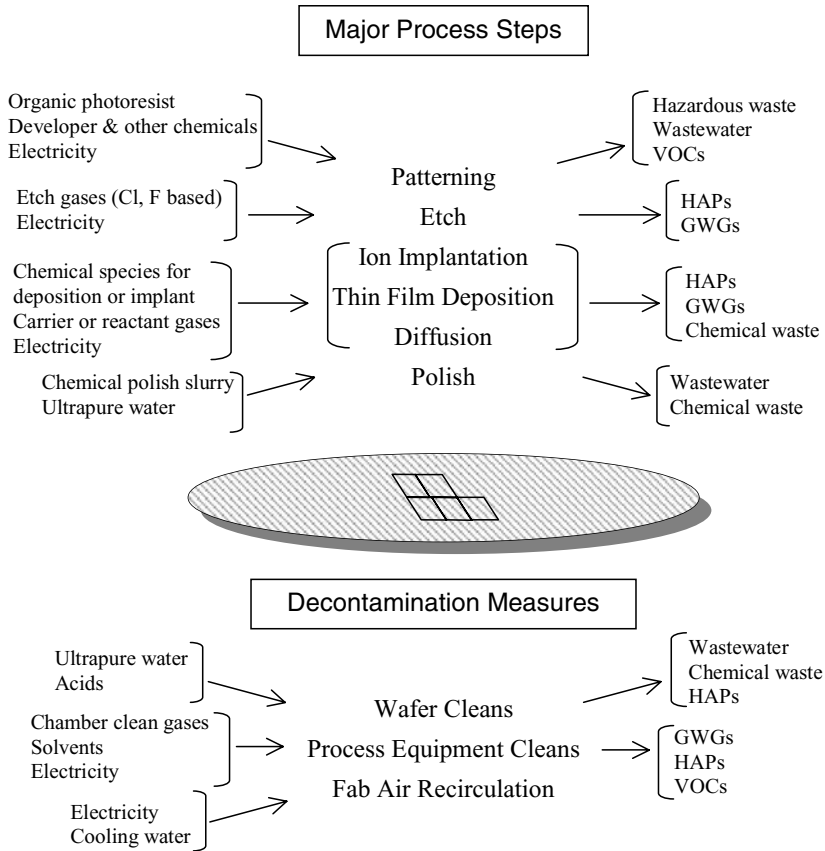 Major Process Steps
Organic photoresist
Developer & other chemicals
Electricity
Hazardous waste
Wastewater
VOCs
Patterning
Etch gases (Cl, F based)
Electricity
Etch
HAPs
GWGs
Chemical species for
deposition or implant
Carrier or reactant gases
Electricity
Ion Implantation
Thin Film Deposition
Diffusion
HAPs
GWGs
Chemical waste
Chemical polish slurry
Ultrapure water
Polish
Wastewater
Chemical waste
Decontamination Measures
Ultrapure water
Acids
Wafer Cleans
Wastewater
Chemical waste
HAPs
Chamber clean gases
Solvents
Electricity
Process Equipment Cleans
GWGs
HAPs
VOCs
Electricity
Cooling water
Fab Air Recirculation